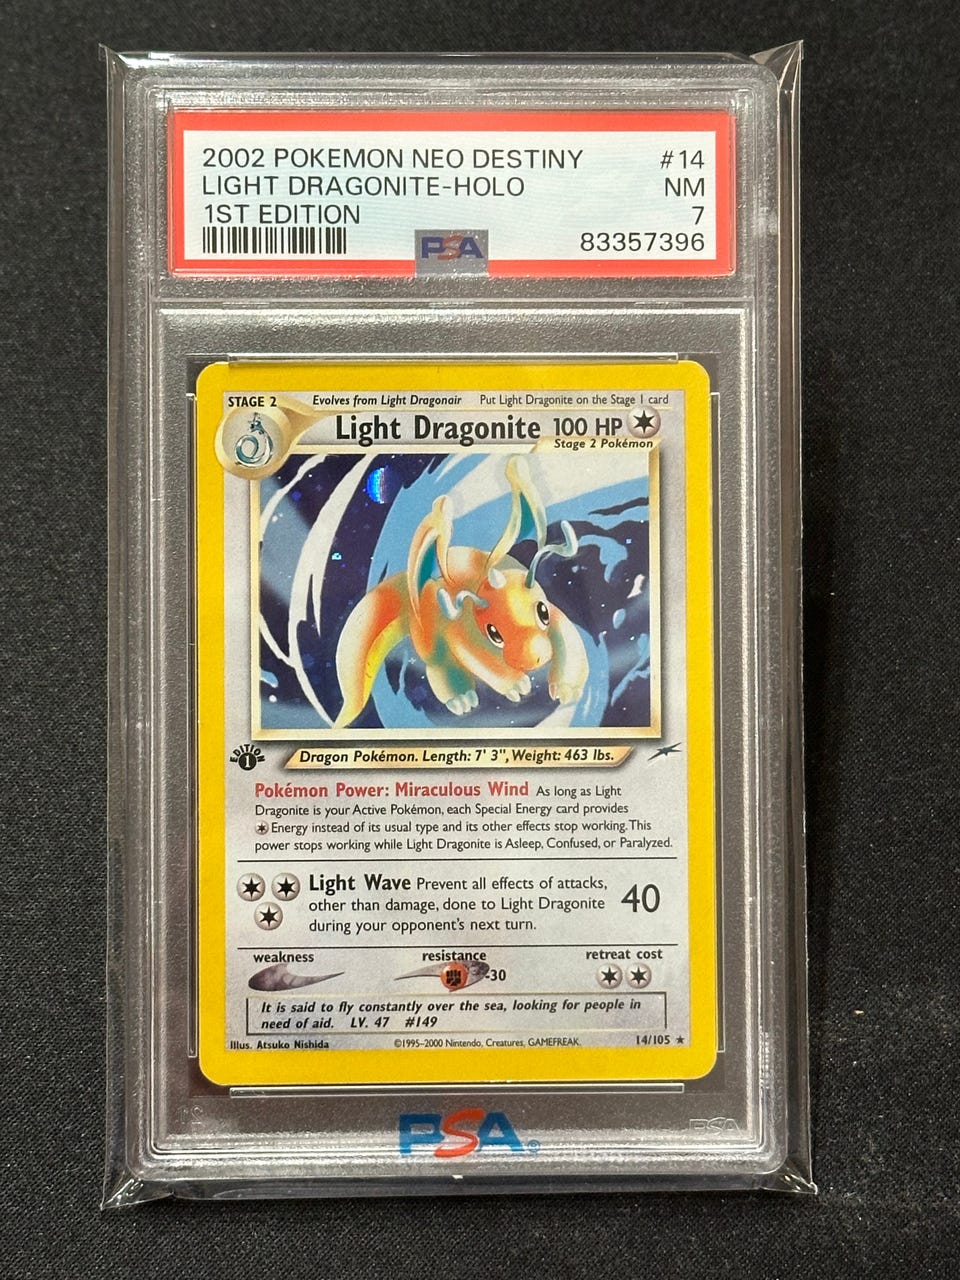 2002 POKEMON NEO DESTINY #14
LIGHT DRAGONITE-HOLO NM
1ST EDITION 7
PSA 83357396
STAGE 2 Evolves from Light Dragonair Put Light Dragonite on the Stage 1 card
Light Dragonite 100 HP
Stage 2 Pokémon
EDITION
1
Dragon Pokémon. Length: 7' 3", Weight: 463 lbs.
Pokémon Power: Miraculous Wind As long as Light
Dragonite is your Active Pokémon, each Special Energy card provides
Energy instead of its usual type and its other effects stop working. This
power stops working while Light Dragonite is Asleep, Confused, or Paralyzed.
Light Wave Prevent all effects of attacks,
other than damage, done to Light Dragonite 40
during your opponent's next turn.
weakness resistance retreat cost
-30
It is said to fly constantly over the sea, looking for people in
need of aid. LV. 47 #149
Illus. Atsuko Nishida ©1995-2000 Nintendo, Creatures, GAMEFREAK. 14/105 ★
PSA®
PSA